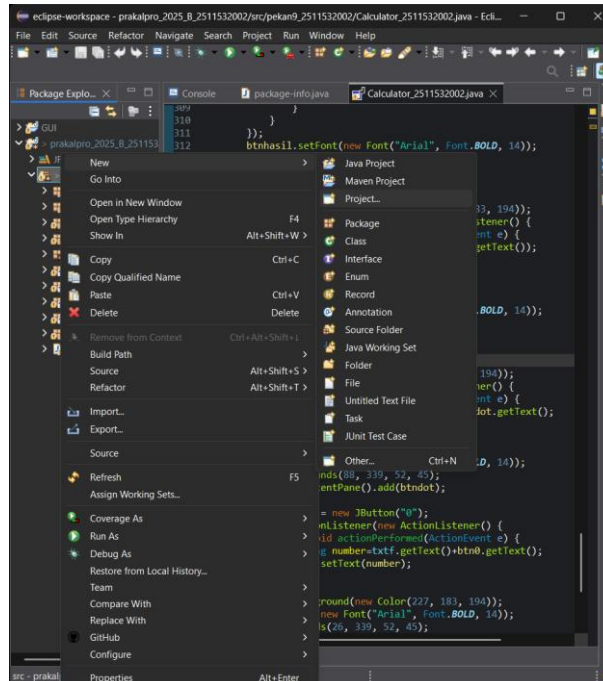 eclipse-workspace - prakalpro_2025_B_2511532002/src/pekan9_2511532002/Calculator_2511532002.java - Ecli...
File Edit Source Refactor Navigate Search Project Run Window Help
Package Explo... Console package-info.java Calculator_2511532002.java
GUI
> prakalpro_2025_B_251153
309 }
310 }
311 });
312 btnhasil.setFont(new Font("Arial", Font.BOLD, 14));
New
Go Into
Open in New Window
Open Type Hierarchy F4
Show In Alt+Shift+W >
Copy Ctrl+C
Copy Qualified Name
Paste Ctrl+V
Delete Delete
Remove from Context Ctrl+Alt+Shift+↓
Build Path
Source Alt+Shift+S >
Refactor Alt+Shift+T >
Import...
Export...
Source
Refresh F5
Assign Working Sets...
Coverage As
Run As
Debug As
Restore from Local History...
Team
Compare With
Replace With
GitHub
Configure
Properties Alt+Enter
Java Project
Maven Project
Project...
Package
Class
Interface
Enum
Record
Annotation
Source Folder
Java Working Set
Folder
File
Untitled Text File
Task
JUnit Test Case
Other... Ctrl+N
33, 194));
stener() {
ent e) {
getText());
.BOLD, 14));
194));
ner() {
nt e) {
dot.getText();
.D, 14));
nds(88, 339, 52, 45);
entPane().add(btndot);
= new JButton("0");
nListener(new ActionListener() {
id actionPerformed(ActionEvent e) {
g number=txtf.getText()+btn0.getText();
setText(number);
round(new Color(227, 183, 194));
new Font("Arial", Font.BOLD, 14));
s(26, 339, 52, 45);
src - prakal